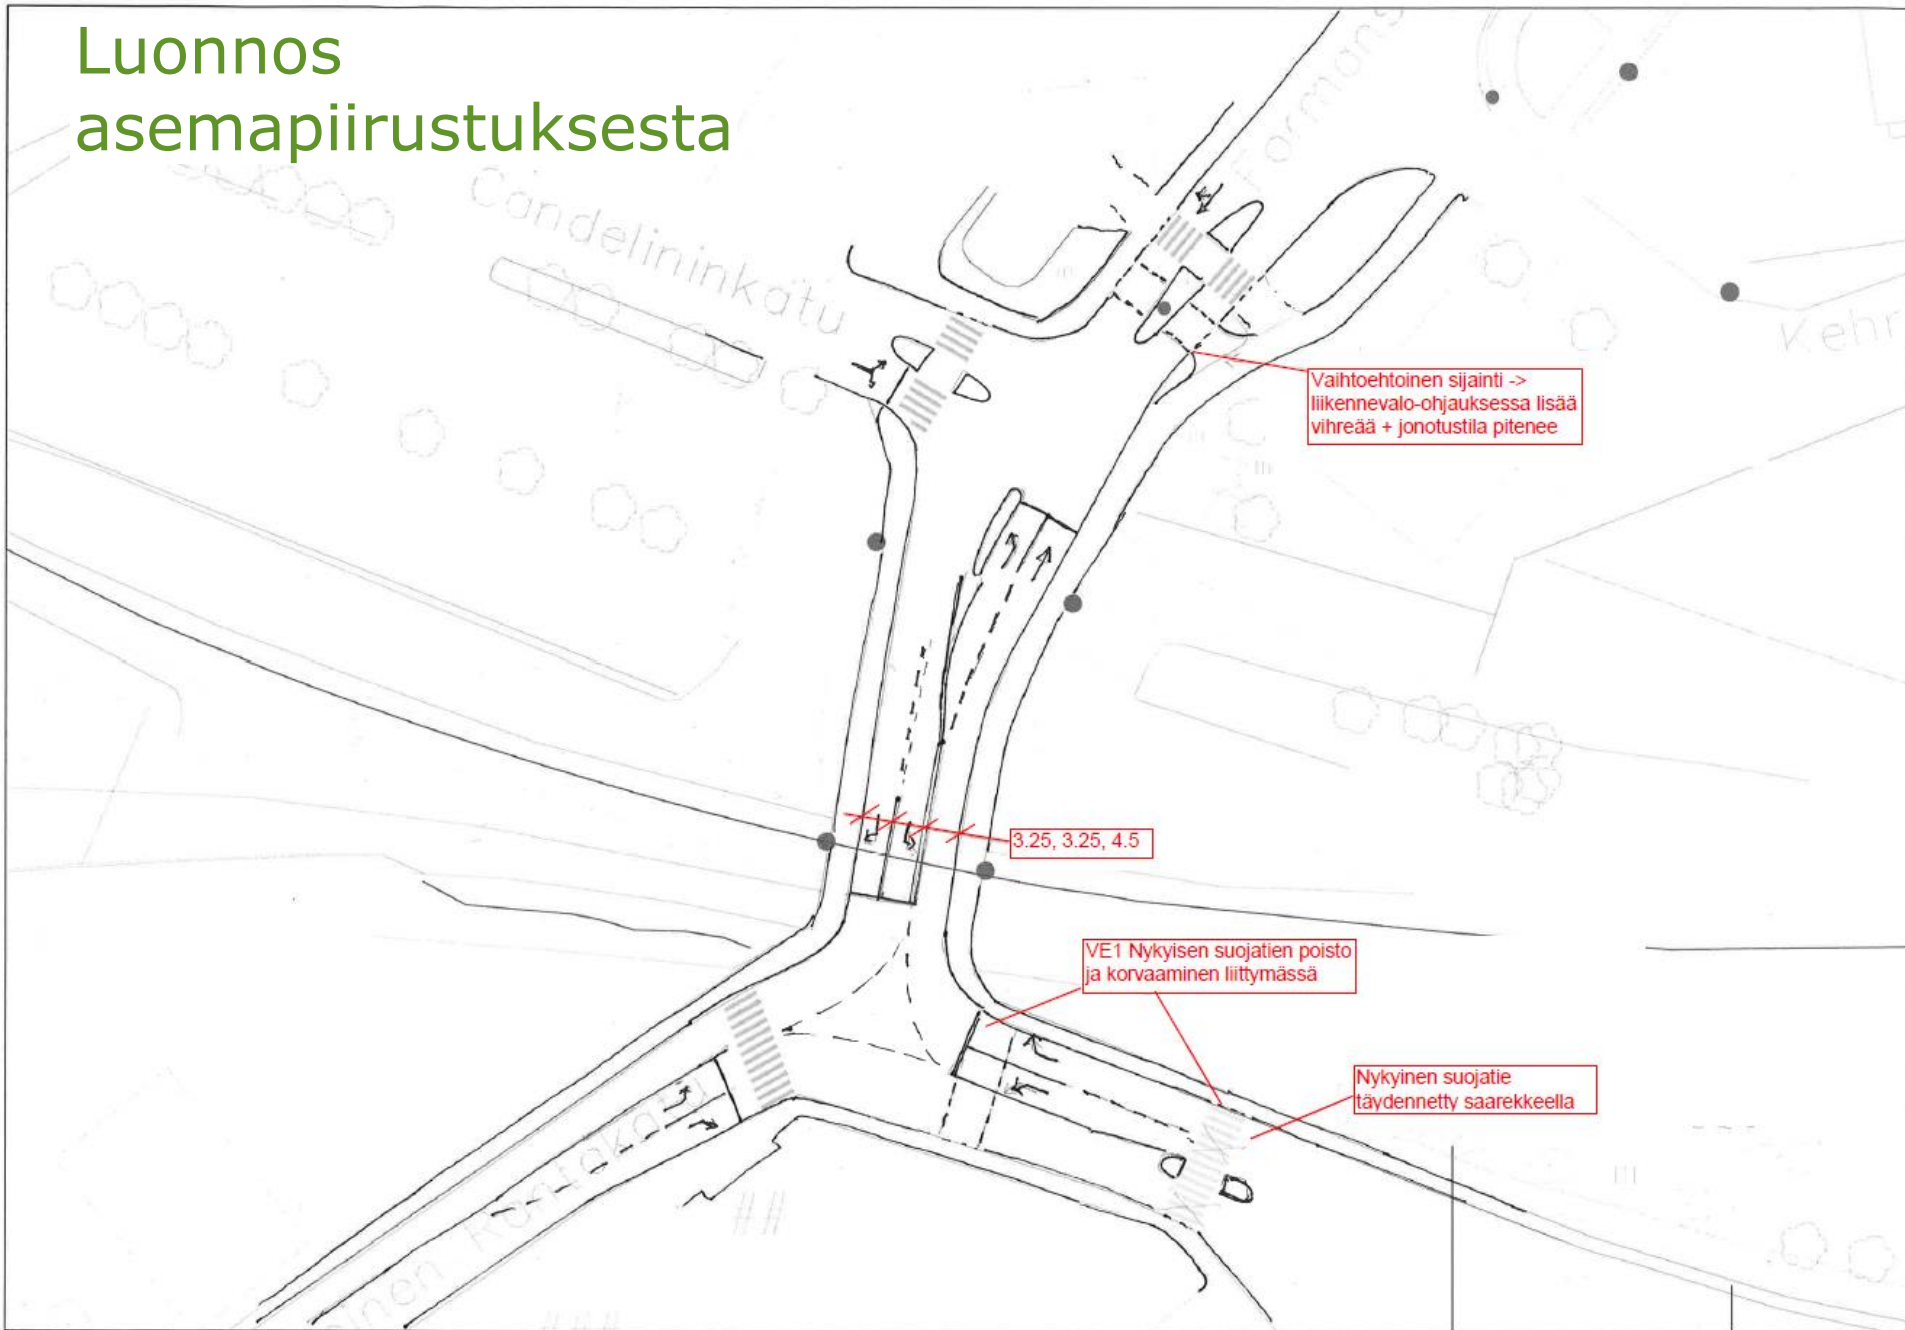 Luonnos
asemapiirustuksesta
Candelininkatu
Vaihtoehtoinen sijainti ->
liikennevalo-ohjauksessa lisää
vihreää + jonotustila pitenee
3.25, 3.25, 4.5
VE1 Nykyisen suojatien poisto
ja korvaaminen liittymässä
Nykyinen suojatie
täydennetty saarekkeella